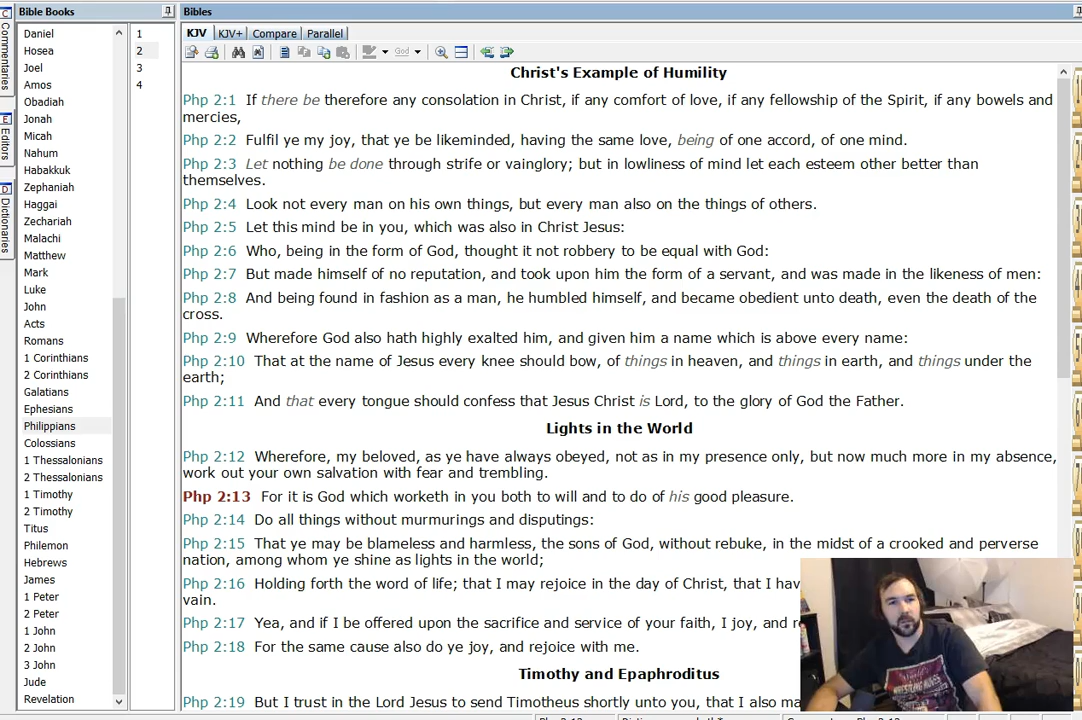 Bible Books
Bibles
Commentaries
Editors
Dictionaries
Daniel
Hosea
Joel
Amos
Obadiah
Jonah
Micah
Nahum
Habakkuk
Zephaniah
Haggai
Zechariah
Malachi
Matthew
Mark
Luke
John
Acts
Romans
1 Corinthians
2 Corinthians
Galatians
Ephesians
Philippians
Colossians
1 Thessalonians
2 Thessalonians
1 Timothy
2 Timothy
Titus
Philemon
Hebrews
James
1 Peter
2 Peter
1 John
2 John
3 John
Jude
Revelation
1
2
3
4
KJV KJV+ Compare Parallel
God
Christ's Example of Humility
Php 2:1 If there be therefore any consolation in Christ, if any comfort of love, if any fellowship of the Spirit, if any bowels and
mercies,
Php 2:2 Fulfil ye my joy, that ye be likeminded, having the same love, being of one accord, of one mind.
Php 2:3 Let nothing be done through strife or vainglory; but in lowliness of mind let each esteem other better than
themselves.
Php 2:4 Look not every man on his own things, but every man also on the things of others.
Php 2:5 Let this mind be in you, which was also in Christ Jesus:
Php 2:6 Who, being in the form of God, thought it not robbery to be equal with God:
Php 2:7 But made himself of no reputation, and took upon him the form of a servant, and was made in the likeness of men:
Php 2:8 And being found in fashion as a man, he humbled himself, and became obedient unto death, even the death of the
cross.
Php 2:9 Wherefore God also hath highly exalted him, and given him a name which is above every name:
Php 2:10 That at the name of Jesus every knee should bow, of things in heaven, and things in earth, and things under the
earth;
Php 2:11 And that every tongue should confess that Jesus Christ is Lord, to the glory of God the Father.
Lights in the World
Php 2:12 Wherefore, my beloved, as ye have always obeyed, not as in my presence only, but now much more in my absence,
work out your own salvation with fear and trembling.
Php 2:13 For it is God which worketh in you both to will and to do of his good pleasure.
Php 2:14 Do all things without murmurings and disputings:
Php 2:15 That ye may be blameless and harmless, the sons of God, without rebuke, in the midst of a crooked and perverse
nation, among whom ye shine as lights in the world;
Php 2:16 Holding forth the word of life; that I may rejoice in the day of Christ, that I hav
vain.
Php 2:17 Yea, and if I be offered upon the sacrifice and service of your faith, I joy, and r
Php 2:18 For the same cause also do ye joy, and rejoice with me.
Timothy and Epaphroditus
Php 2:19 But I trust in the Lord Jesus to send Timotheus shortly unto you, that I also ma